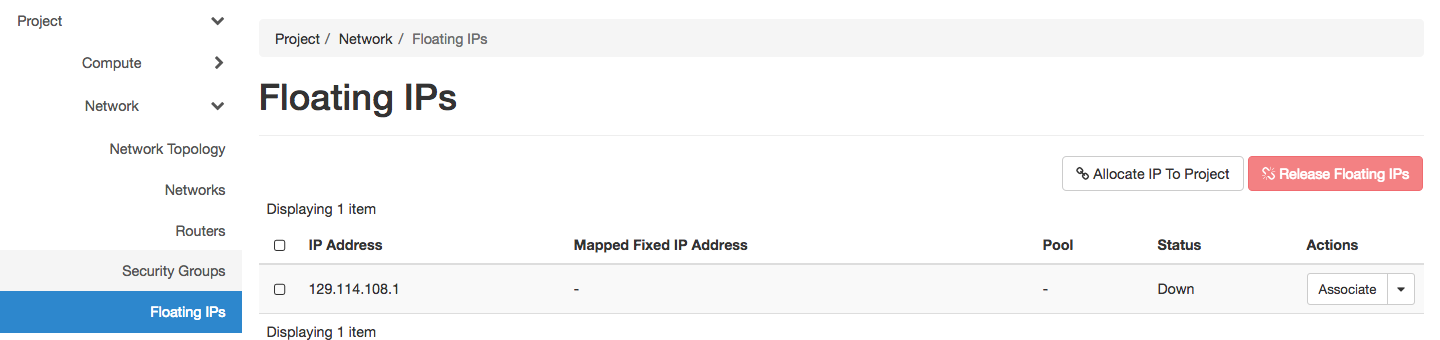 Project
Compute
Network
Network Topology
Networks
Routers
Security Groups
Floating IPs
Project / Network / Floating IPs
Floating IPs
Allocate IP To Project Release Floating IPs
Displaying 1 item
IP Address Mapped Fixed IP Address Pool Status Actions
129.114.108.1 - - Down Associate
Displaying 1 item